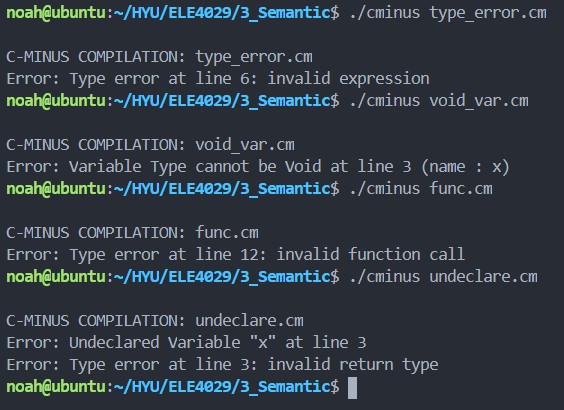 noah@ubuntu:~/HYU/ELE4029/3_Semantic$ ./cminus type_error.cm
C-MINUS COMPILATION: type_error.cm
Error: Type error at line 6: invalid expression
noah@ubuntu:~/HYU/ELE4029/3_Semantic$ ./cminus void_var.cm
C-MINUS COMPILATION: void_var.cm
Error: Variable Type cannot be Void at line 3 (name : x)
noah@ubuntu:~/HYU/ELE4029/3_Semantic$ ./cminus func.cm
C-MINUS COMPILATION: func.cm
Error: Type error at line 12: invalid function call
noah@ubuntu:~/HYU/ELE4029/3_Semantic$ ./cminus undeclare.cm
C-MINUS COMPILATION: undeclare.cm
Error: Undeclared Variable "x" at line 3
Error: Type error at line 3: invalid return type
noah@ubuntu:~/HYU/ELE4029/3_Semantic$